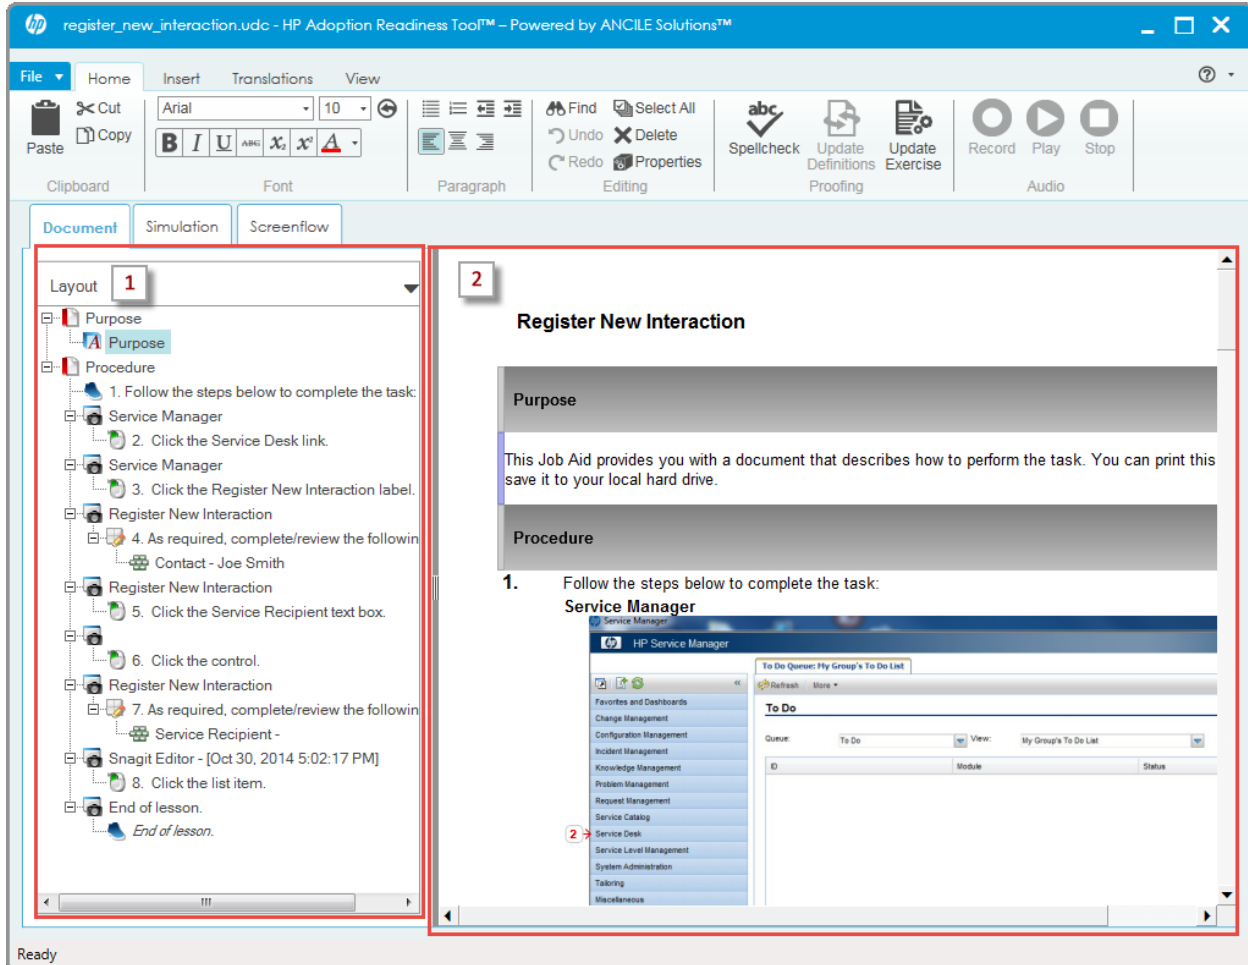 hp register_new_interaction.udc - HP Adoption Readiness Tool™ – Powered by ANCILE Solutions™
File Home Insert Translations View
Paste Cut Copy
Clipboard
Arial 10
B I U ABC X₂ X² A
Font
Paragraph
Find Select All
Undo Delete
Redo Properties
Editing
abc Spellcheck Update Definitions Update Exercise
Proofing
Record Play Stop
Audio
Document Simulation Screenflow
Layout 1
Purpose
A Purpose
Procedure
1. Follow the steps below to complete the task:
Service Manager
2. Click the Service Desk link.
Service Manager
3. Click the Register New Interaction label.
Register New Interaction
4. As required, complete/review the followin
Contact - Joe Smith
Register New Interaction
5. Click the Service Recipient text box.
6. Click the control.
Register New Interaction
7. As required, complete/review the followin
Service Recipient -
Snagit Editor - [Oct 30, 2014 5:02:17 PM]
8. Click the list item.
End of lesson.
End of lesson.
2
Register New Interaction
Purpose
This Job Aid provides you with a document that describes how to perform the task. You can print this
save it to your local hard drive.
Procedure
1. Follow the steps below to complete the task:
Service Manager
Service Manager
hp HP Service Manager
To Do Queue: My Group's To Do List
Refresh More
To Do
Queue: To Do View: My Group's To Do List
ID Module Status
Favorites and Dashboards
Change Management
Configuration Management
Incident Management
Knowledge Management
Problem Management
Request Management
Service Catalog
2 Service Desk
Service Level Management
System Administration
Tailoring
Miscellaneous
Ready